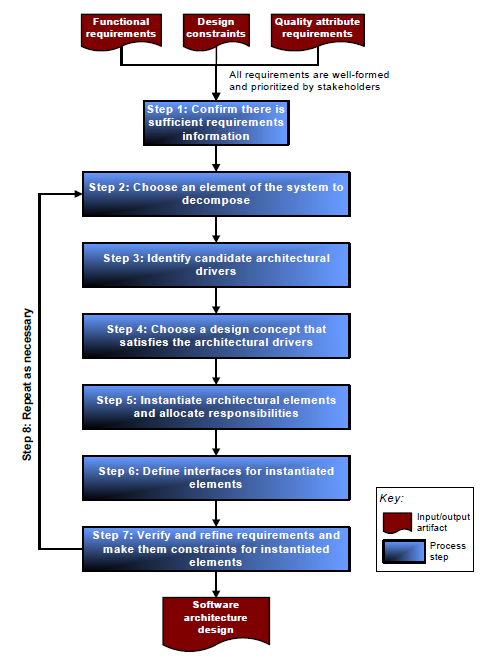 Functional
requirements
Design
constraints
Quality attribute
requirements
All requirements are well-formed
and prioritized by stakeholders
Step 1: Confirm there is
sufficient requirements
information
Step 2: Choose an element of the system to
decompose
Step 3: Identify candidate architectural
drivers
Step 4: Choose a design concept that
satisfies the architectural drivers
Step 5: Instantiate architectural elements
and allocate responsibilities
Step 6: Define interfaces for instantiated
elements
Step 7: Verify and refine requirements and
make them constraints for instantiated
elements
Step 8: Repeat as necessary
Software
architecture
design
Key:
Input/output
artifact
Process
step